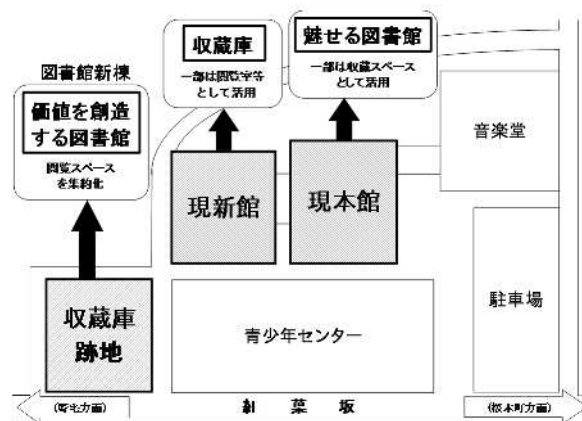 収蔵庫
一部は閲覧室等
として活用
魅せる図書館
一部は収蔵スペース
として活用
図書館新棟
価値を創造
する図書館
閲覧スペース
を集約化
音楽堂
現新館
現本館
収蔵庫
跡地
青少年センター
駐車場
(野毛方面)
紅葉坂
(桜木町方面)